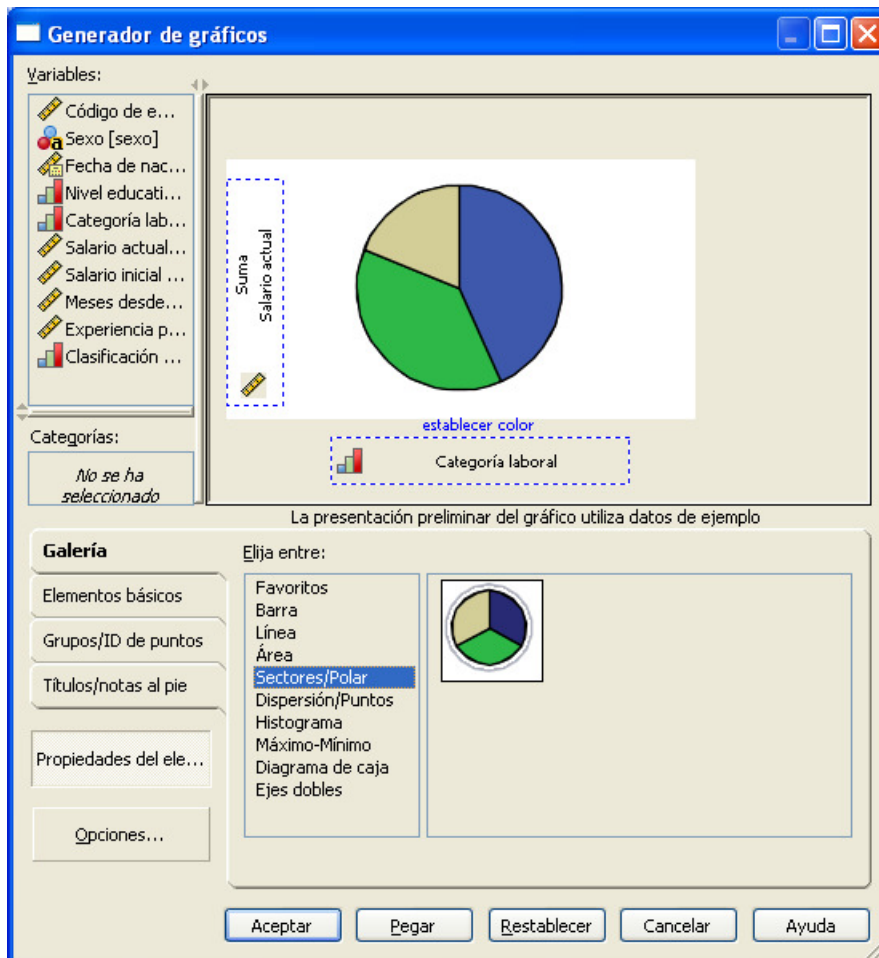 Generador de gráficos
Variables:
Código de e...
Sexo [sexo]
Fecha de nac...
Nivel educati...
Categoría lab...
Salario actual...
Salario inicial ...
Meses desde...
Experiencia p...
Clasificación ...
Categorías:
No se ha
seleccionado
Suma
Salario actual
establecer color
Categoría laboral
La presentación preliminar del gráfico utiliza datos de ejemplo
Galería
Elementos básicos
Grupos/ID de puntos
Títulos/notas al pie
Propiedades del ele...
Opciones...
Elija entre:
Favoritos
Barra
Línea
Área
Sectores/Polar
Dispersión/Puntos
Histograma
Máximo-Mínimo
Diagrama de caja
Ejes dobles
Aceptar
Pegar
Restablecer
Cancelar
Ayuda